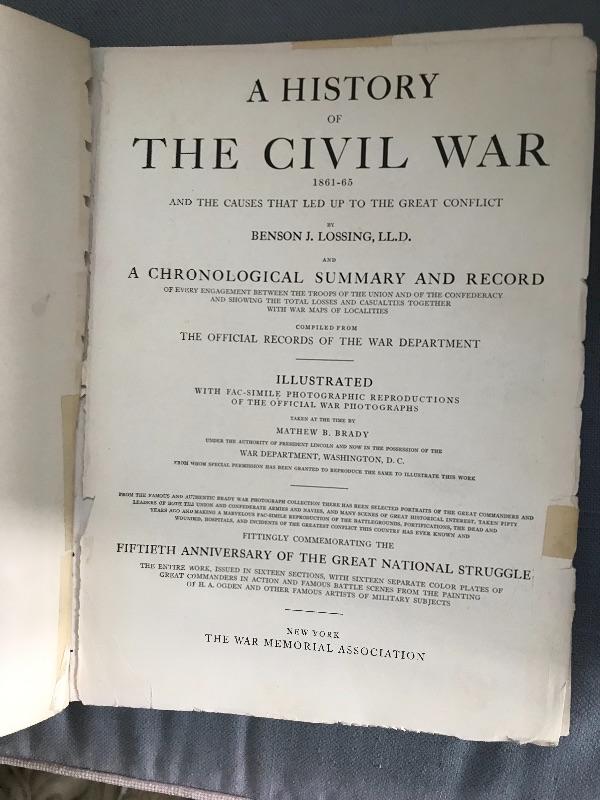 A HISTORY
OF
THE CIVIL WAR
1861-65
AND THE CAUSES THAT LED UP TO THE GREAT CONFLICT
BY
BENSON J. LOSSING, LL.D.
AND
A CHRONOLOGICAL SUMMARY AND RECORD
OF EVERY ENGAGEMENT BETWEEN THE TROOPS OF THE UNION AND OF THE CONFEDERACY
AND SHOWING THE TOTAL LOSSES AND CASUALTIES TOGETHER
WITH WAR MAPS OF LOCALITIES
COMPILED FROM
THE OFFICIAL RECORDS OF THE WAR DEPARTMENT
ILLUSTRATED
WITH FAC-SIMILE PHOTOGRAPHIC REPRODUCTIONS
OF THE OFFICIAL WAR PHOTOGRAPHS
TAKEN AT THE TIME BY
MATHEW B. BRADY
UNDER THE AUTHORITY OF PRESIDENT LINCOLN AND NOW IN THE POSSESSION OF THE
WAR DEPARTMENT, WASHINGTON, D. C.
FROM WHOM SPECIAL PERMISSION HAS BEEN GRANTED TO REPRODUCE THE SAME TO ILLUSTRATE THIS WORK
FROM THE FAMOUS AND AUTHENTIC BRADY WAR PHOTOGRAPH COLLECTION THERE HAS BEEN SELECTED PORTRAITS OF THE GREAT COMMANDERS AND
LEADERS OF BOTH THE UNION AND CONFEDERATE ARMIES AND NAVIES, AND MANY SCENES OF GREAT HISTORICAL INTEREST, TAKEN FIFTY
YEARS AGO AND MAKING A MARVELOUS FAC-SIMILE REPRODUCTION OF THE BATTLEGROUNDS, FORTIFICATIONS, THE DEAD AND
WOUNDED, HOSPITALS, AND INCIDENTS OF THE GREATEST CONFLICT THIS COUNTRY HAS EVER KNOWN AND
FITTINGLY COMMEMORATING THE
FIFTIETH ANNIVERSARY OF THE GREAT NATIONAL STRUGGLE
THE ENTIRE WORK, ISSUED IN SIXTEEN SECTIONS, WITH SIXTEEN SEPARATE COLOR PLATES OF
GREAT COMMANDERS IN ACTION AND FAMOUS BATTLE SCENES FROM THE PAINTING
OF H. A. OGDEN AND OTHER FAMOUS ARTISTS OF MILITARY SUBJECTS
NEW YORK
THE WAR MEMORIAL ASSOCIATION